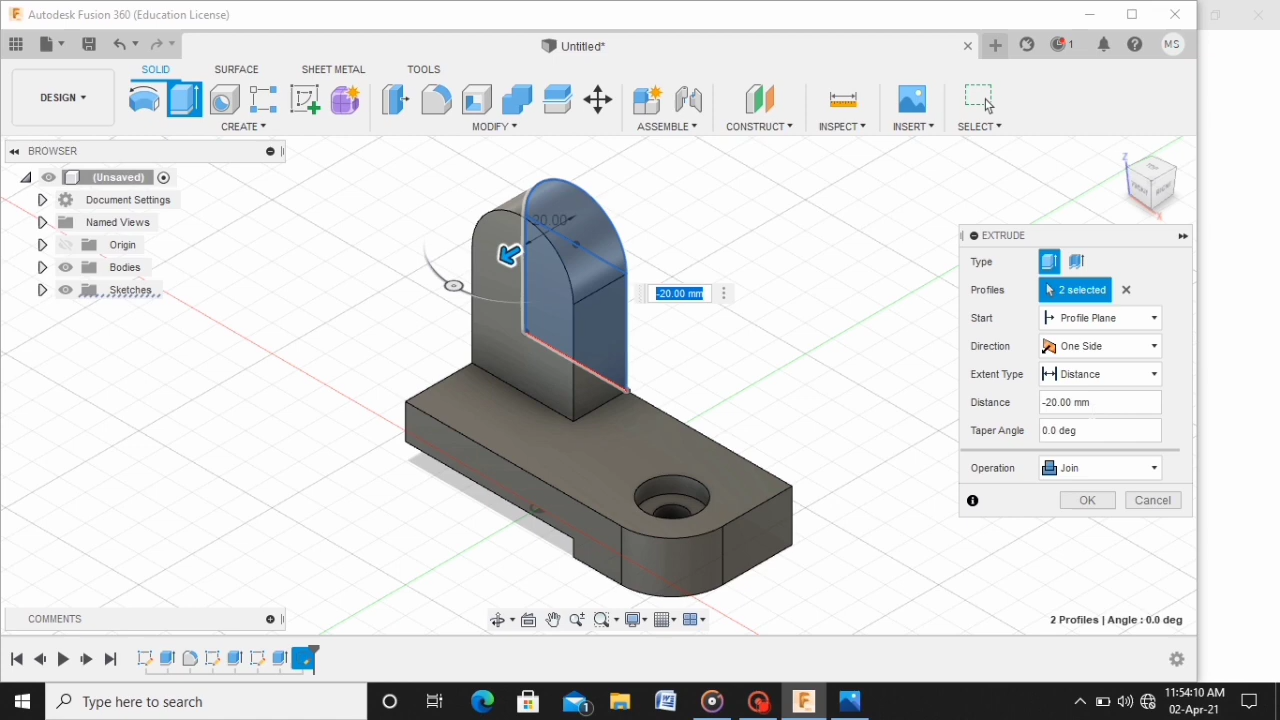 Autodesk Fusion 360 (Education License)
Untitled*
1
MS
DESIGN
SOLID
SURFACE
SHEET METAL
TOOLS
CREATE
MODIFY
ASSEMBLE
CONSTRUCT
INSPECT
INSERT
SELECT
BROWSER
(Unsaved)
Document Settings
Named Views
Origin
Bodies
Sketches
20.00
-20.00 mm
Z
TOP
FRONT
RIGHT
X
EXTRUDE
Type
Profiles 2 selected
Start Profile Plane
Direction One Side
Extent Type Distance
Distance -20.00 mm
Taper Angle 0.0 deg
Operation Join
OK Cancel
COMMENTS
2 Profiles | Angle : 0.0 deg
Type here to search
1
11:54:10 AM
02-Apr-21